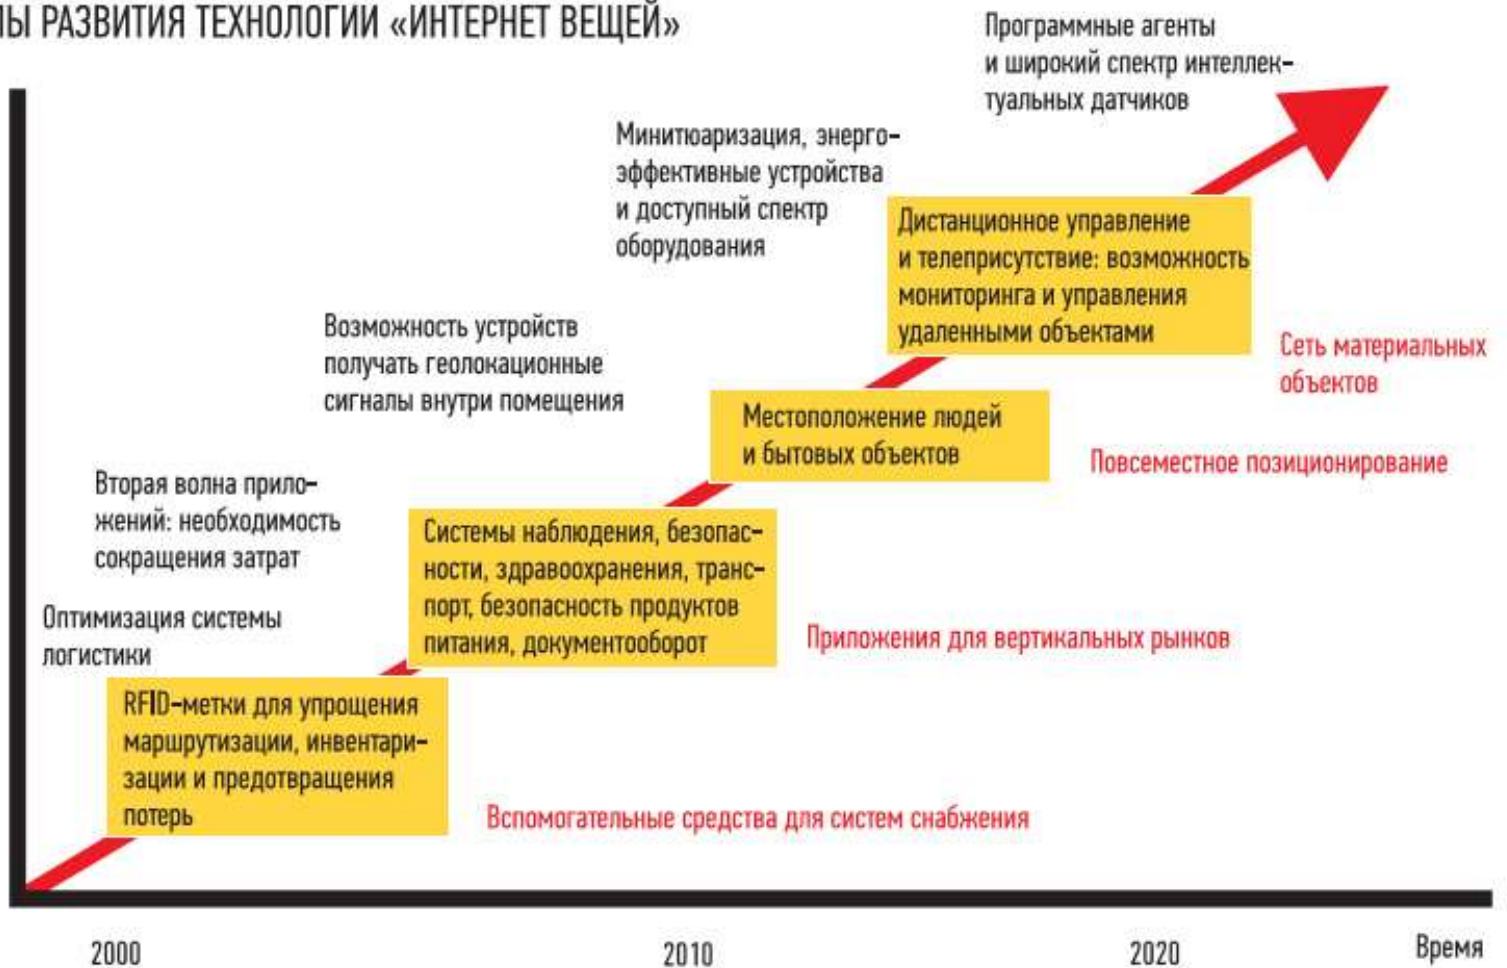 РАЗВИТИЯ ТЕХНОЛОГИИ «ИНТЕРНЕТ ВЕЩЕЙ»
Программные агенты
и широкий спектр интеллек-
туальных датчиков
Минитюаризация, энерго-
эффективные устройства
и доступный спектр
оборудования
Дистанционное управление
и телеприсутствие: возможность
мониторинга и управления
удаленными объектами
Сеть материальных
объектов
Возможность устройств
получать геолокационные
сигналы внутри помещения
Местоположение людей
и бытовых объектов
Повсеместное позиционирование
Вторая волна прило-
жений: необходимость
сокращения затрат
Системы наблюдения, безопас-
ности, здравоохранения, транс-
порт, безопасность продуктов
питания, документооборот
Приложения для вертикальных рынков
Оптимизация системы
логистики
RFID-метки для упрощения
маршрутизации, инвентари-
зации и предотвращения
потерь
Вспомогательные средства для систем снабжения
2000
2010
2020
Время